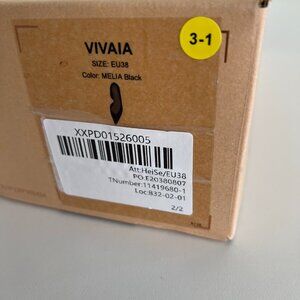 3-1
VIVAIA
SIZE: EU38
Color: MELIA Black
XXPD01526005
Att:HeiSe/EU38
PO:E20380807
TNumber:11419680-1
Loc:B32-02-01
2/2